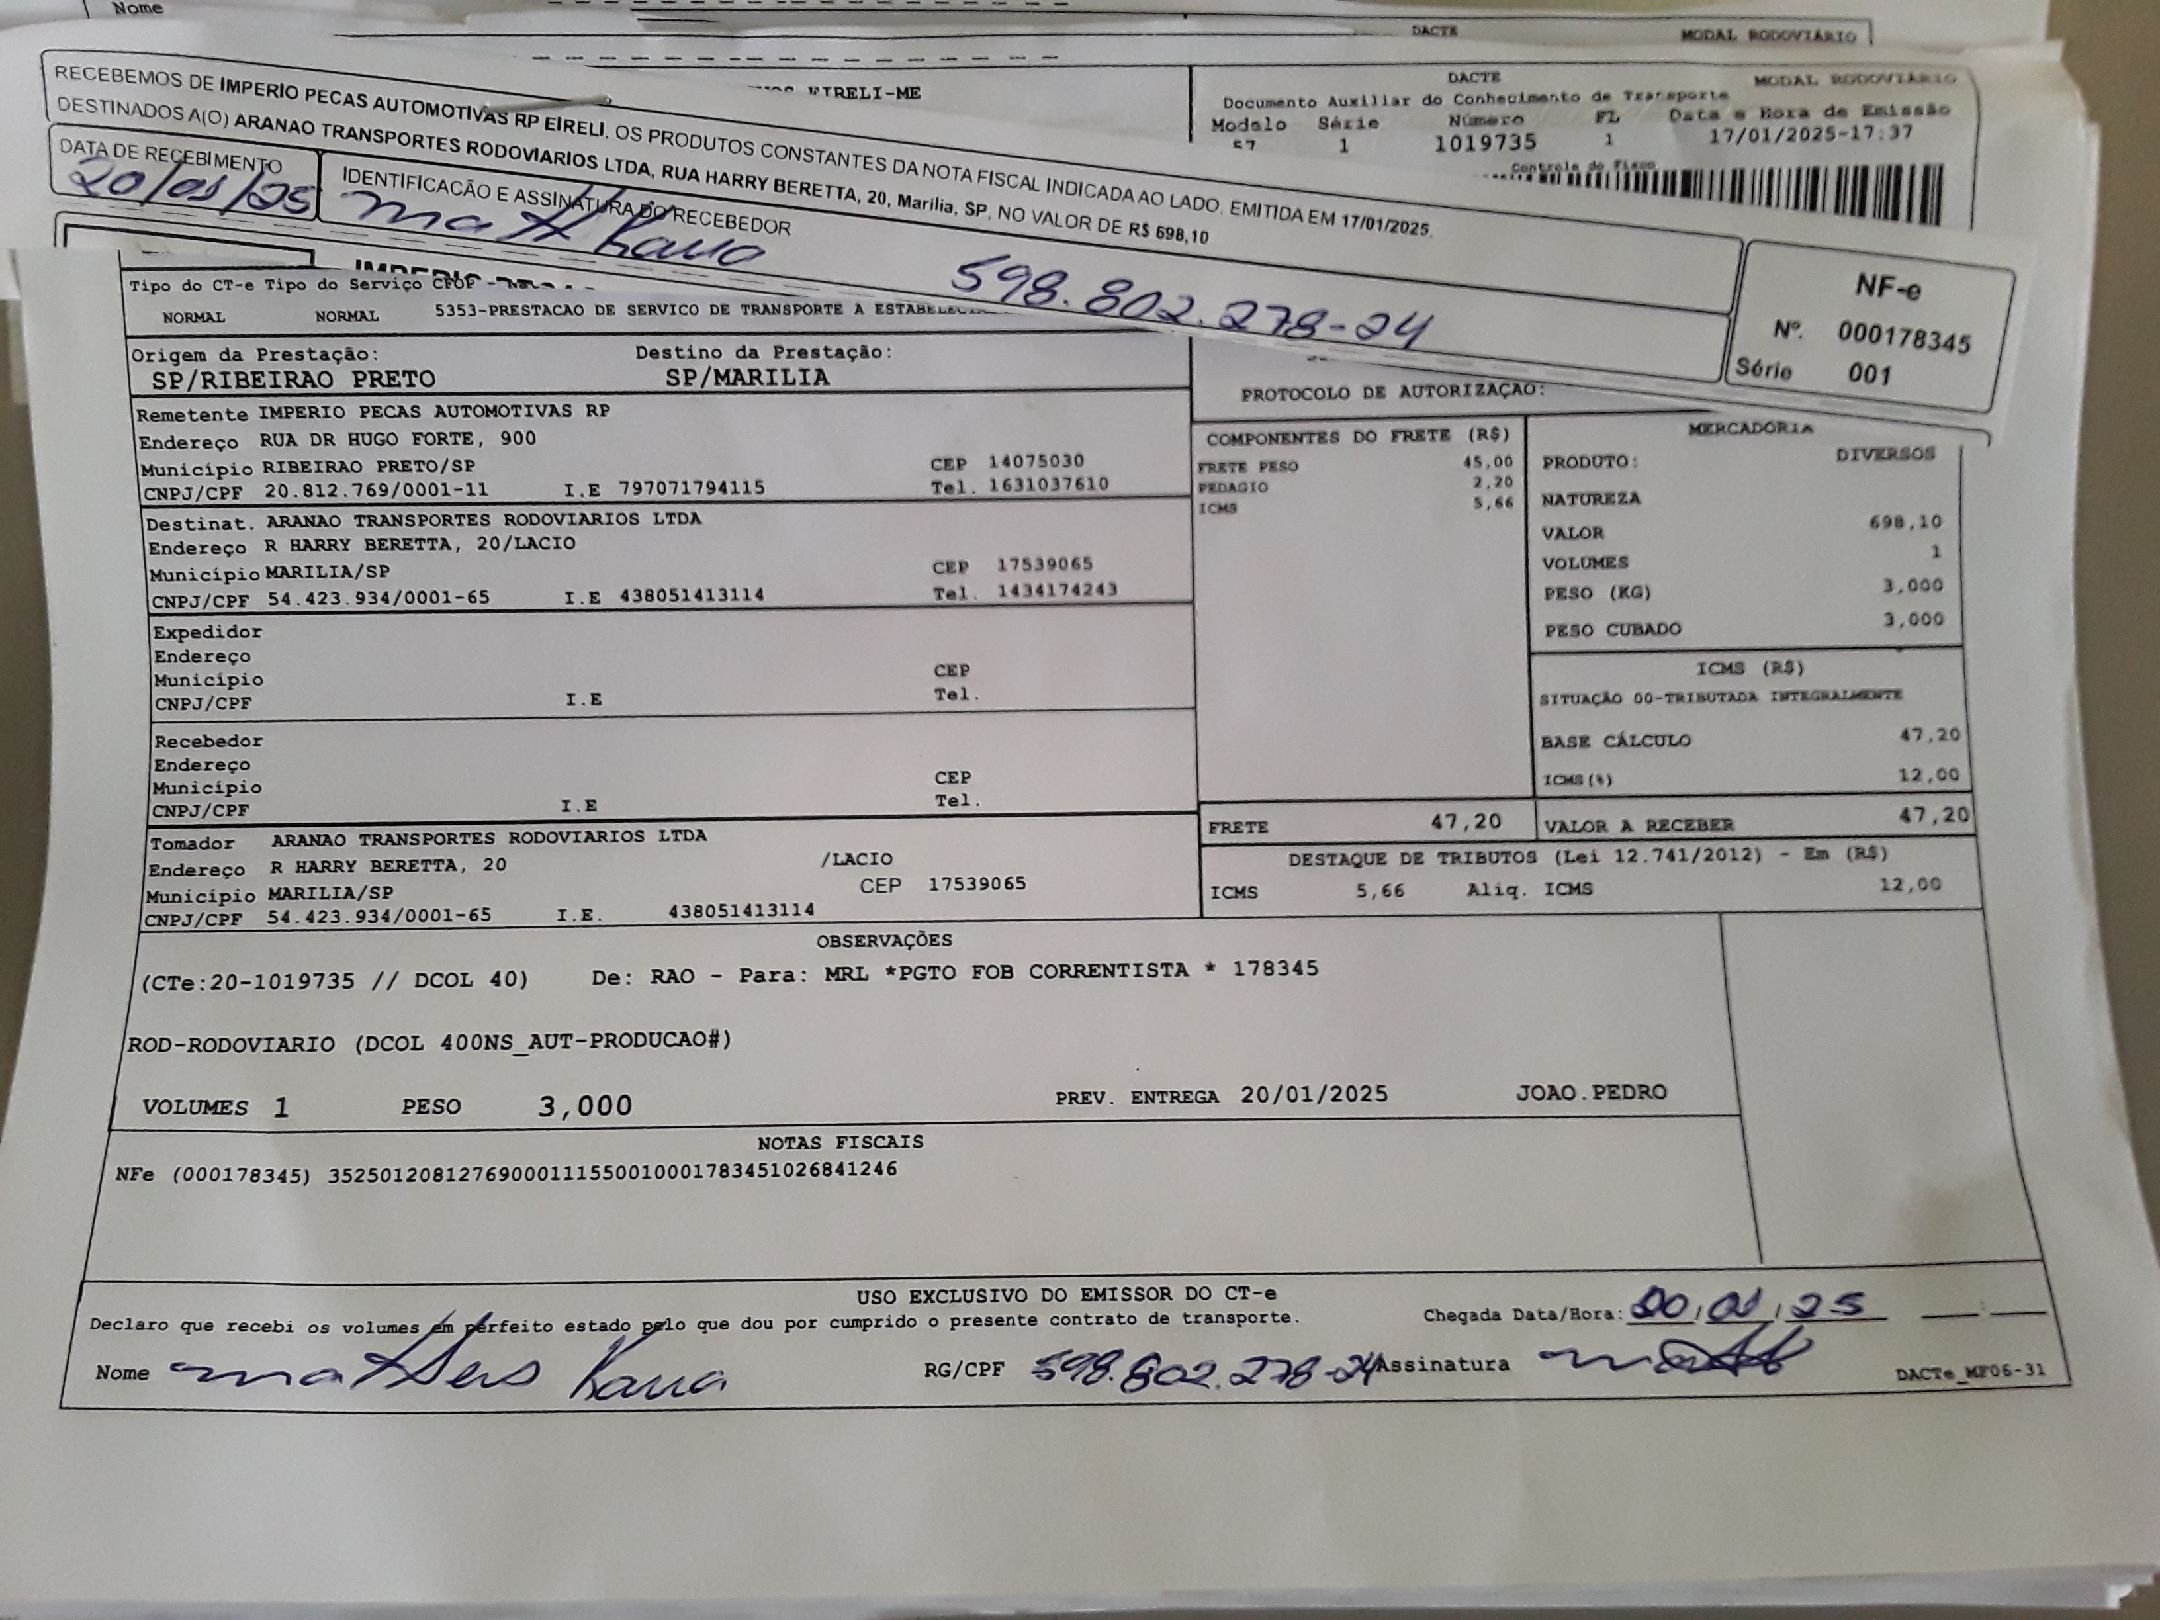 Nome
DACTE MODAL RODOVIÁRIO
EIRELI-ME
DACTE MODAL RODOVIÁRIO
Documento Auxiliar do Conhecimento de Transporte
Modelo Série Número FL Data e Hora de Emissão
57 1 1019735 1 17/01/2025-17:37
Controle do Fisco
RECEBEMOS DE IMPERIO PECAS AUTOMOTIVAS RP EIRELI, OS PRODUTOS CONSTANTES DA NOTA FISCAL INDICADA AO LADO. EMITIDA EM 17/01/2025.
DESTINADOS A(O) ARANAO TRANSPORTES RODOVIARIOS LTDA, RUA HARRY BERETTA, 20, Marília, SP, NO VALOR DE R$ 698,10
DATA DE RECEBIMENTO
20/01/25
IDENTIFICAÇÃO E ASSINATURA DO RECEBEDOR
598.802.278-24
NF-e
Nº. 000178345
Série 001
Tipo do CT-e Tipo do Serviço CFOP
NORMAL NORMAL 5353-PRESTACAO DE SERVICO DE TRANSPORTE A
Origem da Prestação: Destino da Prestação:
SP/RIBEIRAO PRETO SP/MARILIA
PROTOCOLO DE AUTORIZAÇÃO:
Remetente IMPERIO PECAS AUTOMOTIVAS RP
Endereço RUA DR HUGO FORTE, 900
Município RIBEIRAO PRETO/SP CEP 14075030
CNPJ/CPF 20.812.769/0001-11 I.E 797071794115 Tel. 1631037610
Destinat. ARANAO TRANSPORTES RODOVIARIOS LTDA
Endereço R HARRY BERETTA, 20/LACIO
Município MARILIA/SP CEP 17539065
CNPJ/CPF 54.423.934/0001-65 I.E 438051413114 Tel. 1434174243
Expedidor
Endereço
Município CEP
CNPJ/CPF I.E Tel.
Recebedor
Endereço
Município CEP
CNPJ/CPF I.E Tel.
Tomador ARANAO TRANSPORTES RODOVIARIOS LTDA
Endereço R HARRY BERETTA, 20 /LACIO
Município MARILIA/SP CEP 17539065
CNPJ/CPF 54.423.934/0001-65 I.E. 438051413114
COMPONENTES DO FRETE (R$)
FRETE PESO 45,00
PEDAGIO 2,20
ICMS 5,66
MERCADORIA
PRODUTO: DIVERSOS
NATUREZA
VALOR 698,10
VOLUMES 1
PESO (KG) 3,000
PESO CUBADO 3,000
ICMS (R$)
SITUAÇÃO 00-TRIBUTADA INTEGRALMENTE
BASE CÁLCULO 47,20
ICMS(%) 12,00
FRETE 47,20 VALOR A RECEBER 47,20
DESTAQUE DE TRIBUTOS (Lei 12.741/2012) - Em (R$)
ICMS 5,66 Aliq. ICMS 12,00
OBSERVAÇÕES
(CTe:20-1019735 // DCOL 40) De: RAO - Para: MRL *PGTO FOB CORRENTISTA * 178345
ROD-RODOVIARIO (DCOL 400NS_AUT-PRODUCAO#)
VOLUMES 1 PESO 3,000 PREV. ENTREGA 20/01/2025 JOAO.PEDRO
NOTAS FISCAIS
NFe (000178345) 35250120812769000111550010001783451026841246
USO EXCLUSIVO DO EMISSOR DO CT-e
Declaro que recebi os volumes em perfeito estado pelo que dou por cumprido o presente contrato de transporte. Chegada Data/Hora: 20/01/25
Nome RG/CPF 598.802.278-24 Assinatura DACTe_MF06-31